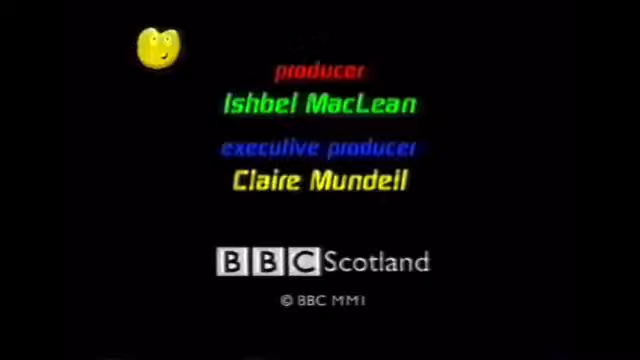 producer
Ishbel MacLean
executive producer
Claire Mundell
BBC Scotland
© BBC MMI